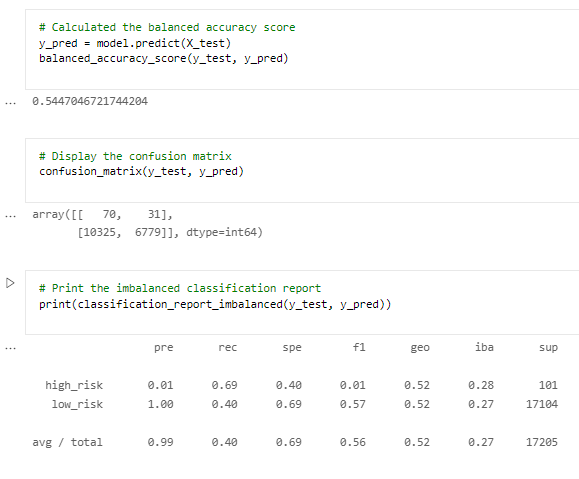 # Calculated the balanced accuracy score
y_pred = model.predict(X_test)
balanced_accuracy_score(y_test, y_pred)
... 0.5447046721744204
# Display the confusion matrix
confusion_matrix(y_test, y_pred)
... array([[ 70, 31],
[10325, 6779]], dtype=int64)
# Print the imbalanced classification report
print(classification_report_imbalanced(y_test, y_pred))
... pre rec spe f1 geo iba sup
high_risk 0.01 0.69 0.40 0.01 0.52 0.28 101
low_risk 1.00 0.40 0.69 0.57 0.52 0.27 17104
avg / total 0.99 0.40 0.69 0.56 0.52 0.27 17205